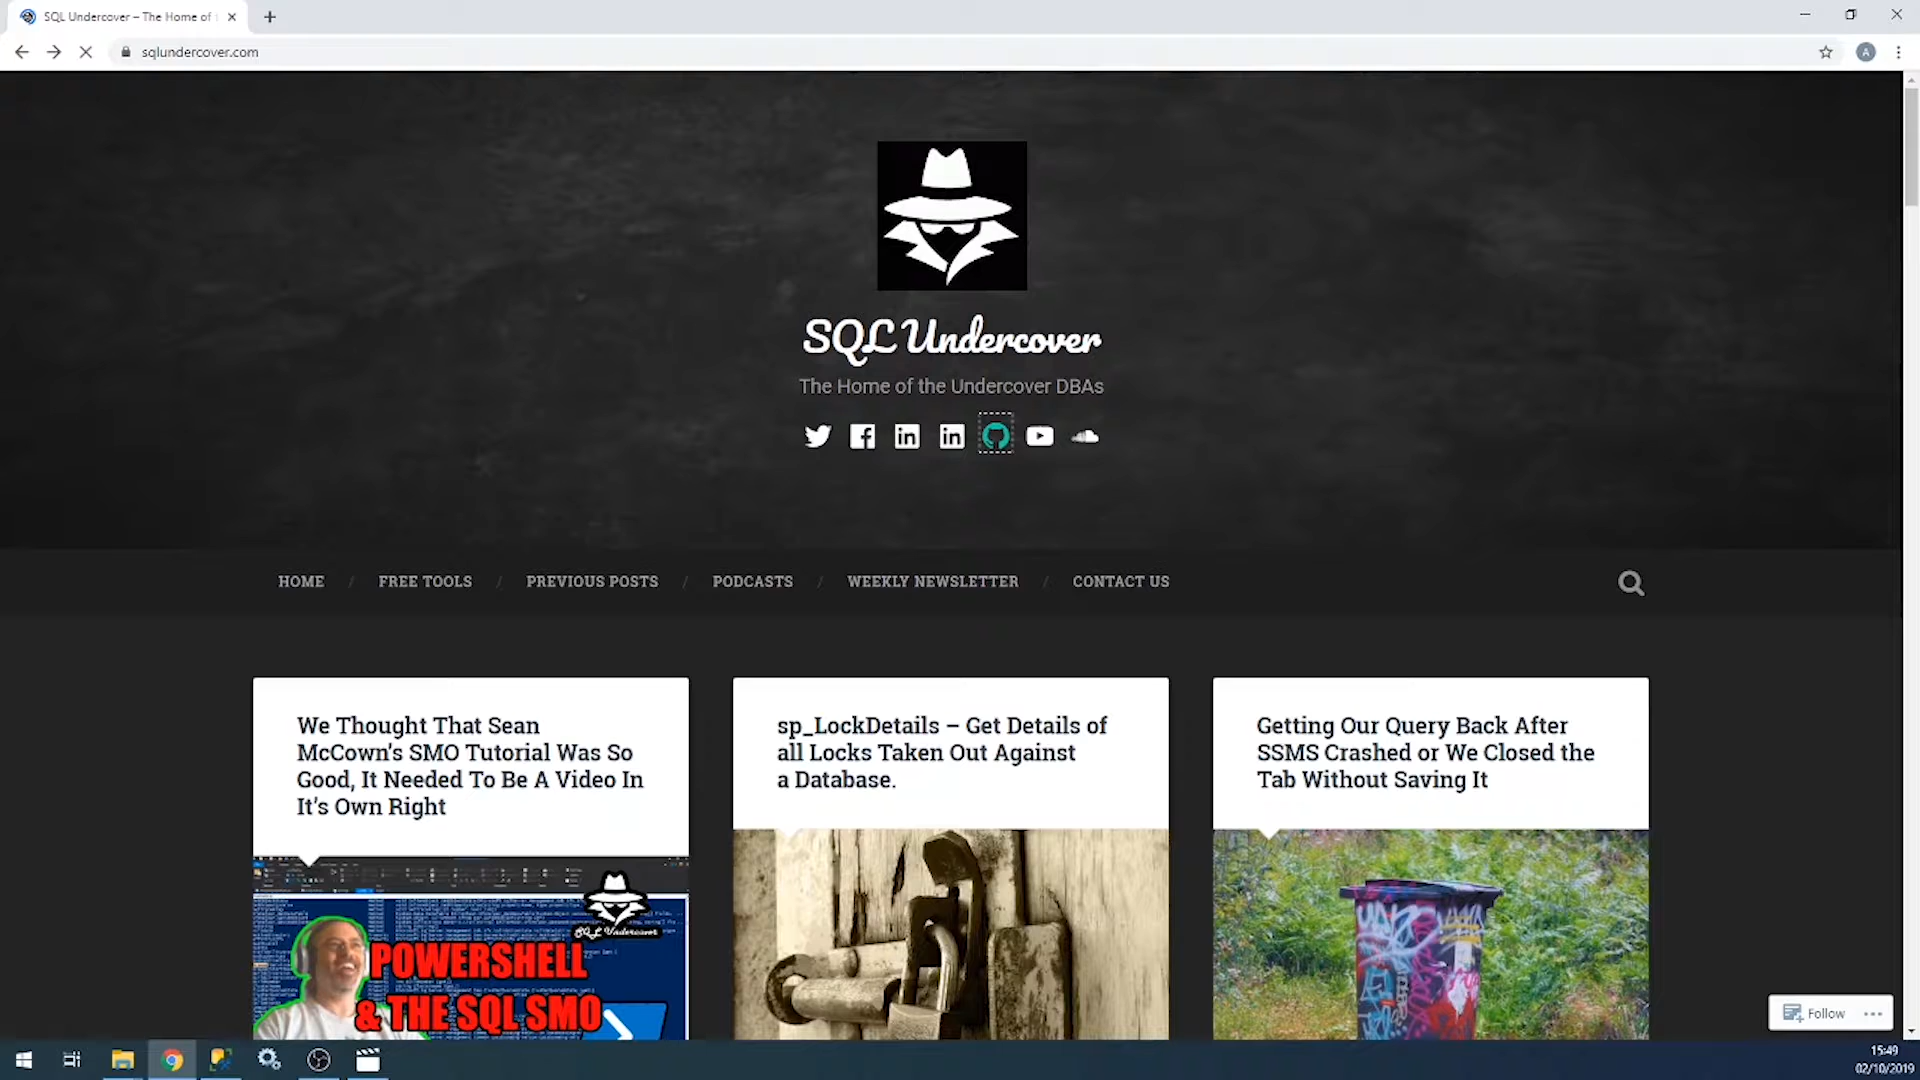 SQL Undercover – The Home of
sqlundercover.com
A
SQL Undercover
The Home of the Undercover DBAs
HOME / FREE TOOLS / PREVIOUS POSTS / PODCASTS / WEEKLY NEWSLETTER / CONTACT US
We Thought That Sean
McCown's SMO Tutorial Was So
Good, It Needed To Be A Video In
It's Own Right
sp_LockDetails – Get Details of
all Locks Taken Out Against
a Database.
Getting Our Query Back After
SSMS Crashed or We Closed the
Tab Without Saving It
SQL Undercover
POWERSHELL
& THE SQL SMO
Follow
15:49
02/10/2019